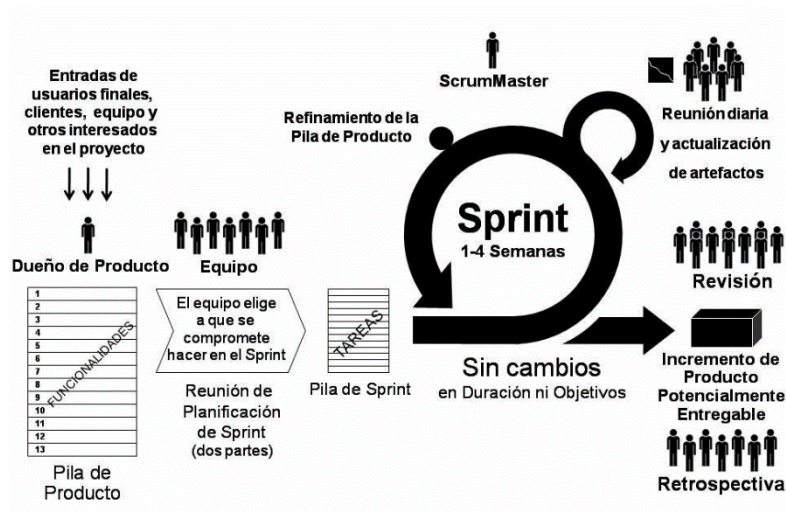 Entradas de
usuarios finales,
clientes, equipo y
otros interesados
en el proyecto
Dueño de Producto
1
2
3
4
5
6
7
8
9
10
11
12
13
FUNCIONALIDADES
Pila de
Producto
Equipo
El equipo elige
a que se
compromete
hacer en el Sprint
Reunión de
Planificación
de Sprint
(dos partes)
TAREAS
Pila de Sprint
ScrumMaster
Refinamiento de la
Pila de Producto
Sprint
1-4 Semanas
Sin cambios
en Duración ni Objetivos
Reunión diaria
y actualización
de artefactos
Revisión
Incremento de
Producto
Potencialmente
Entregable
Retrospectiva